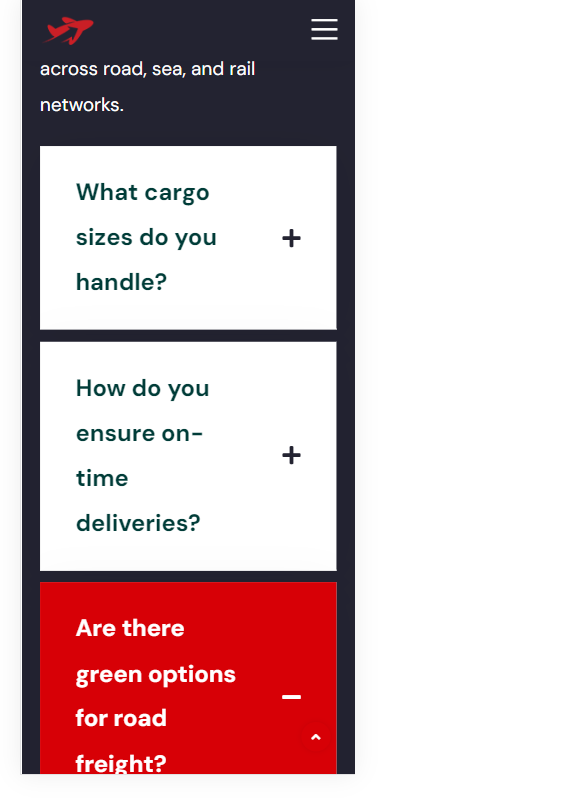 across road, sea, and rail
networks.
What cargo
sizes do you
handle?
How do you
ensure on-
time
deliveries?
Are there
green options
for road
freight?